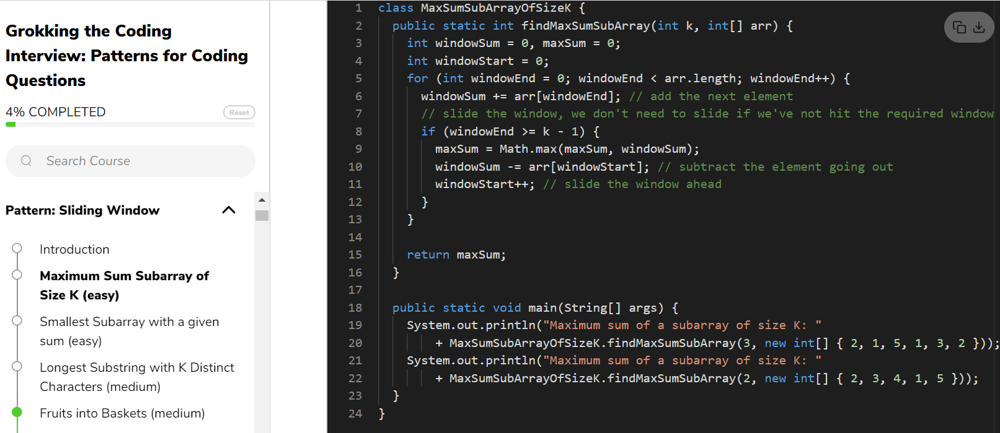 Grokking the Coding
Interview: Patterns for Coding
Questions
4% COMPLETED
Reset
Search Course
Pattern: Sliding Window
Introduction
Maximum Sum Subarray of
Size K (easy)
Smallest Subarray with a given
sum (easy)
Longest Substring with K Distinct
Characters (medium)
Fruits into Baskets (medium)
1 class MaxSumSubArrayOfSizeK {
2 public static int findMaxSumSubArray(int k, int[] arr) {
3 int windowSum = 0, maxSum = 0;
4 int windowStart = 0;
5 for (int windowEnd = 0; windowEnd < arr.length; windowEnd++) {
6 windowSum += arr[windowEnd]; // add the next element
7 // slide the window, we don't need to slide if we've not hit the required window
8 if (windowEnd >= k - 1) {
9 maxSum = Math.max(maxSum, windowSum);
10 windowSum -= arr[windowStart]; // subtract the element going out
11 windowStart++; // slide the window ahead
12 }
13 }
14
15 return maxSum;
16 }
17
18 public static void main(String[] args) {
19 System.out.println("Maximum sum of a subarray of size K: "
20 + MaxSumSubArrayOfSizeK.findMaxSumSubArray(3, new int[] { 2, 1, 5, 1, 3, 2 }));
21 System.out.println("Maximum sum of a subarray of size K: "
22 + MaxSumSubArrayOfSizeK.findMaxSumSubArray(2, new int[] { 2, 3, 4, 1, 5 }));
23 }
24 }